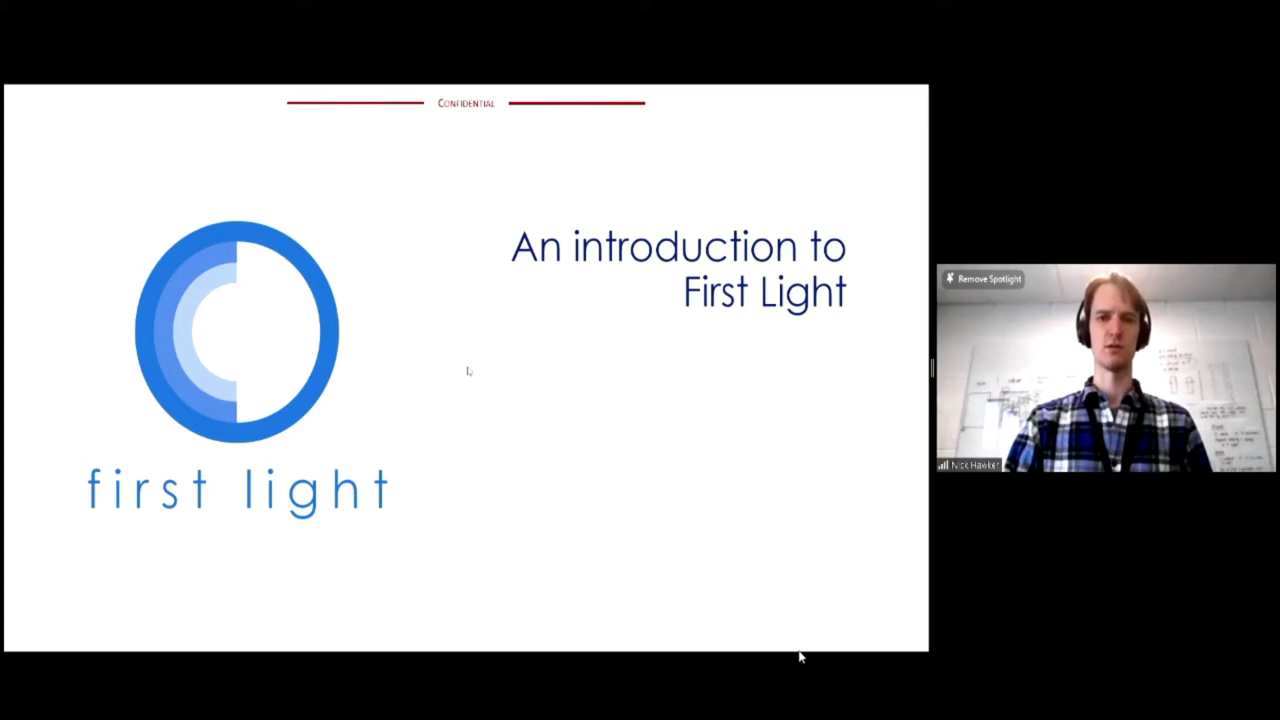 CONFIDENTIAL
An introduction to
First Light
first light
Remove Spotlight
Nick Hawker